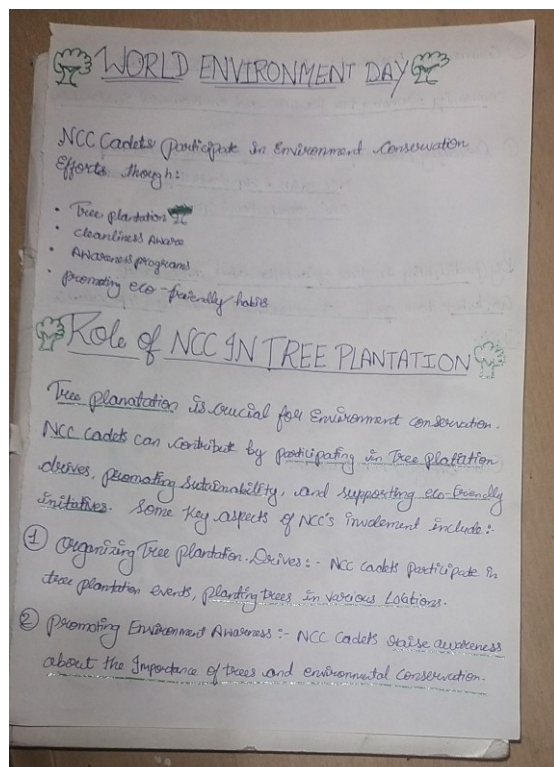 WORLD ENVIRONMENT DAY
NCC Cadets participate in Environment Conservation
Efforts though:
• Tree plantation
• cleanliness Aware
• AWareness programs
• promoting eco-friendly habits
Role of NCC IN TREE PLANTATION
Tree planatation is crucial for Environment conservation.
NCC cadets can contribute by participating in Tree platation
drives, promoting Sutainability, and supporting eco-friendly
initatives. Some Key aspects of NCC's involement include:-
① Organizing Tree plantation. Drives:- NCC cadets participate in
tree plantation events, planting trees in various Locations.
② Promoting Environment Awareness:- NCC Cadets raise awareness
about the Importance of trees and environmental conservation.